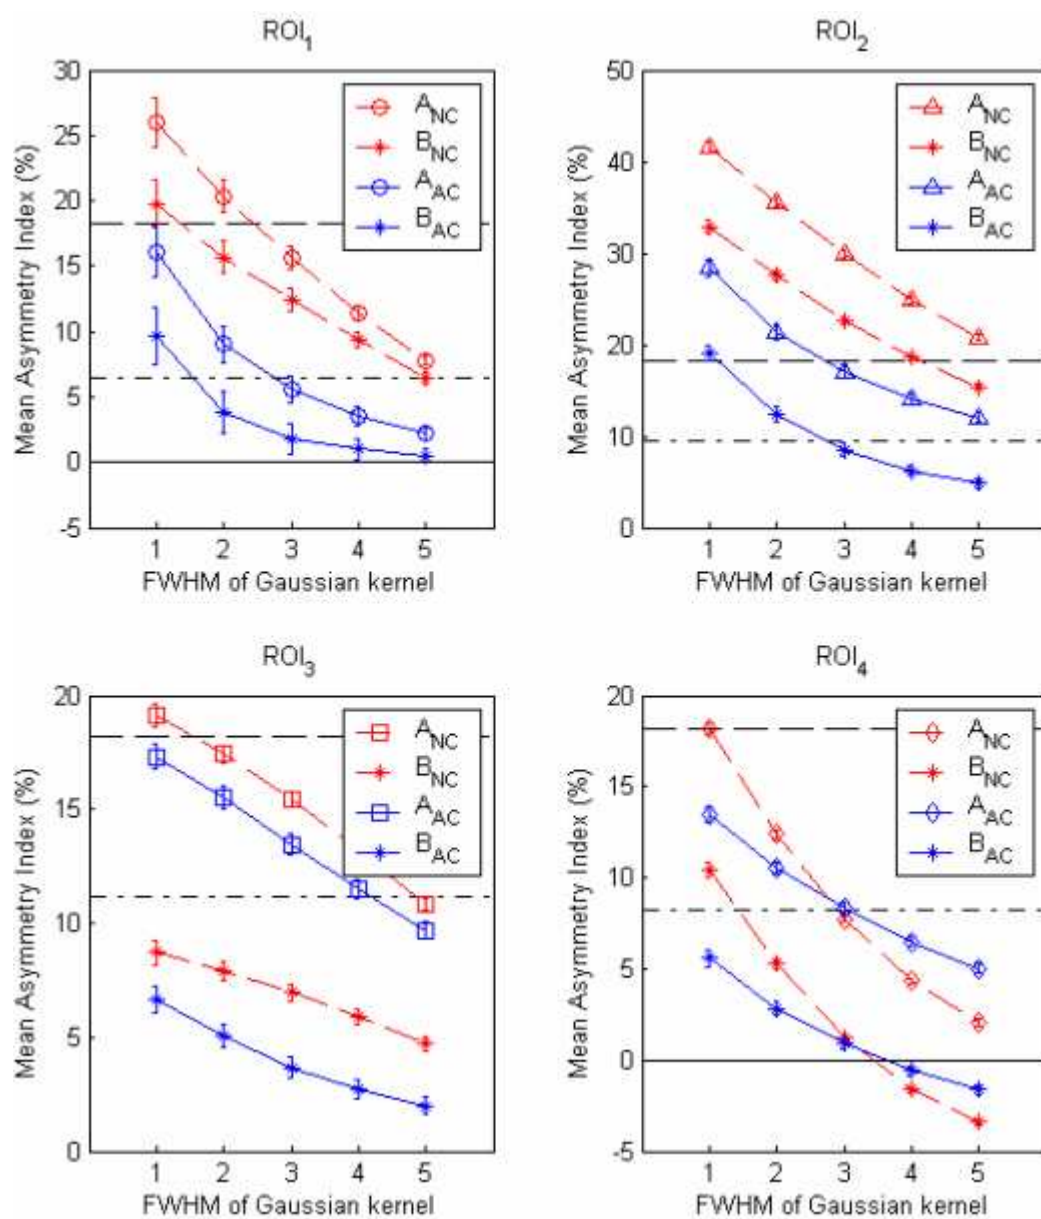 ROI1
30
25
20
15
10
5
0
-5
Mean Asymmetry Index (%)
ANC
BNC
AAC
BAC
1 2 3 4 5
FWHM of Gaussian kernel
ROI2
50
40
30
20
10
0
Mean Asymmetry Index (%)
ANC
BNC
AAC
BAC
1 2 3 4 5
FWHM of Gaussian kernel
ROI3
20
15
10
5
0
Mean Asymmetry Index (%)
ANC
BNC
AAC
BAC
1 2 3 4 5
FWHM of Gaussian kernel
ROI4
20
15
10
5
0
-5
Mean Asymmetry Index (%)
ANC
BNC
AAC
BAC
1 2 3 4 5
FWHM of Gaussian kernel